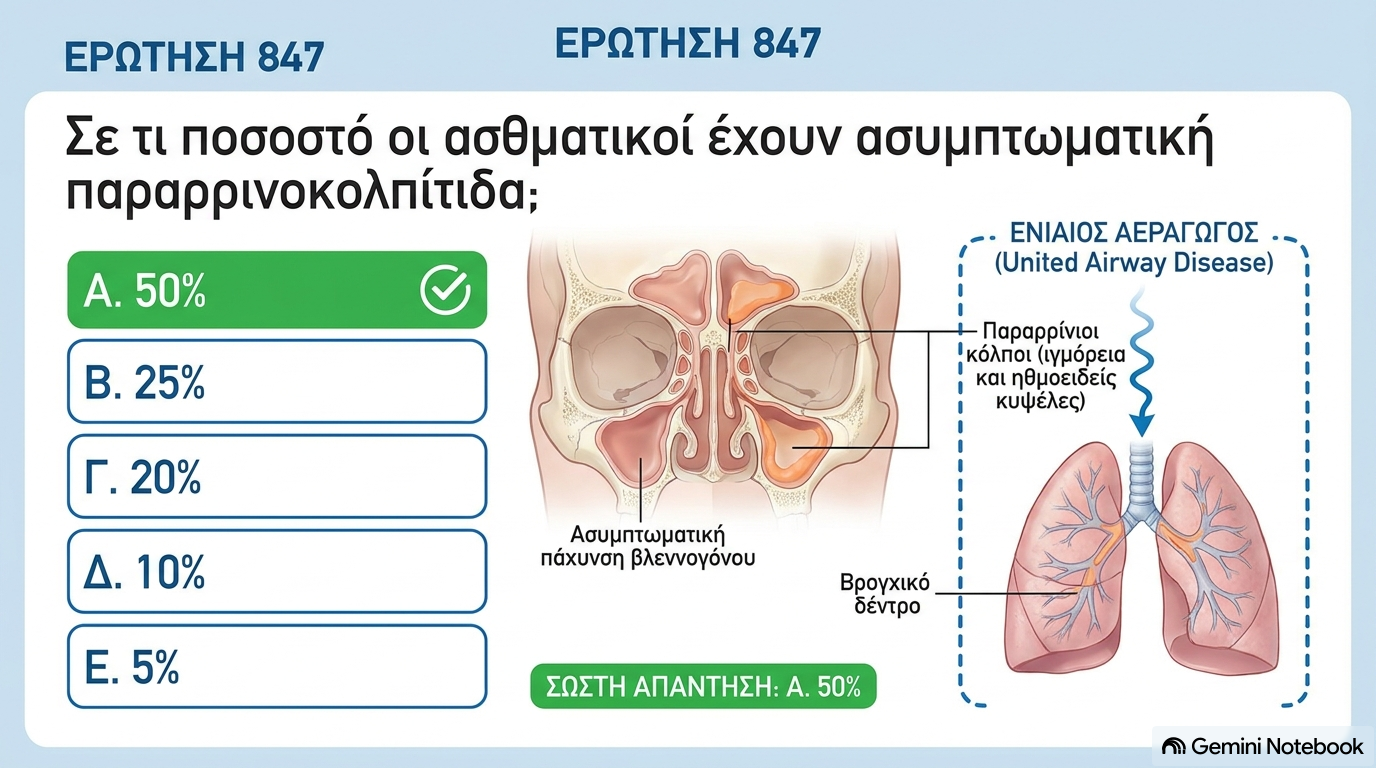 ΕΡΩΤΗΣΗ 847
ΕΡΩΤΗΣΗ 847
Σε τι ποσοστό οι ασθματικοί έχουν ασυμπτωματική
παραρρινοκολπίτιδα;
Α. 50%
Β. 25%
Γ. 20%
Δ. 10%
Ε. 5%
Ασυμπτωματική
πάχυνση βλεννογόνου
ΣΩΣΤΗ ΑΠΑΝΤΗΣΗ: Α. 50%
ΕΝΙΑΙΟΣ ΑΕΡΑΓΩΓΟΣ
(United Airway Disease)
Παραρρίνιοι
κόλποι (ιγμόρεια
και ηθμοειδείς
κυψέλες)
Βρογχικό
δέντρο
Gemini Notebook